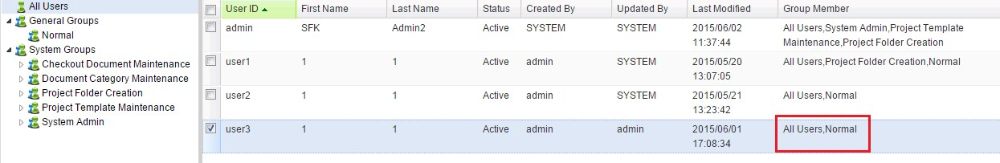 All Users
General Groups
Normal
System Groups
Checkout Document Maintenance
Document Category Maintenance
Project Folder Creation
Project Template Maintenance
System Admin
User ID First Name Last Name Status Created By Updated By Last Modified Group Member
admin SFK Admin2 Active SYSTEM SYSTEM 2015/06/02 All Users,System Admin,Project Template
11:37:44 Maintenance,Project Folder Creation
user1 1 1 Active admin SYSTEM 2015/05/20 All Users,Project Folder Creation,Normal
13:07:05
user2 1 1 Active admin SYSTEM 2015/05/21 All Users,Normal
13:23:42
user3 1 1 Active admin admin 2015/06/01 All Users,Normal
17:08:34